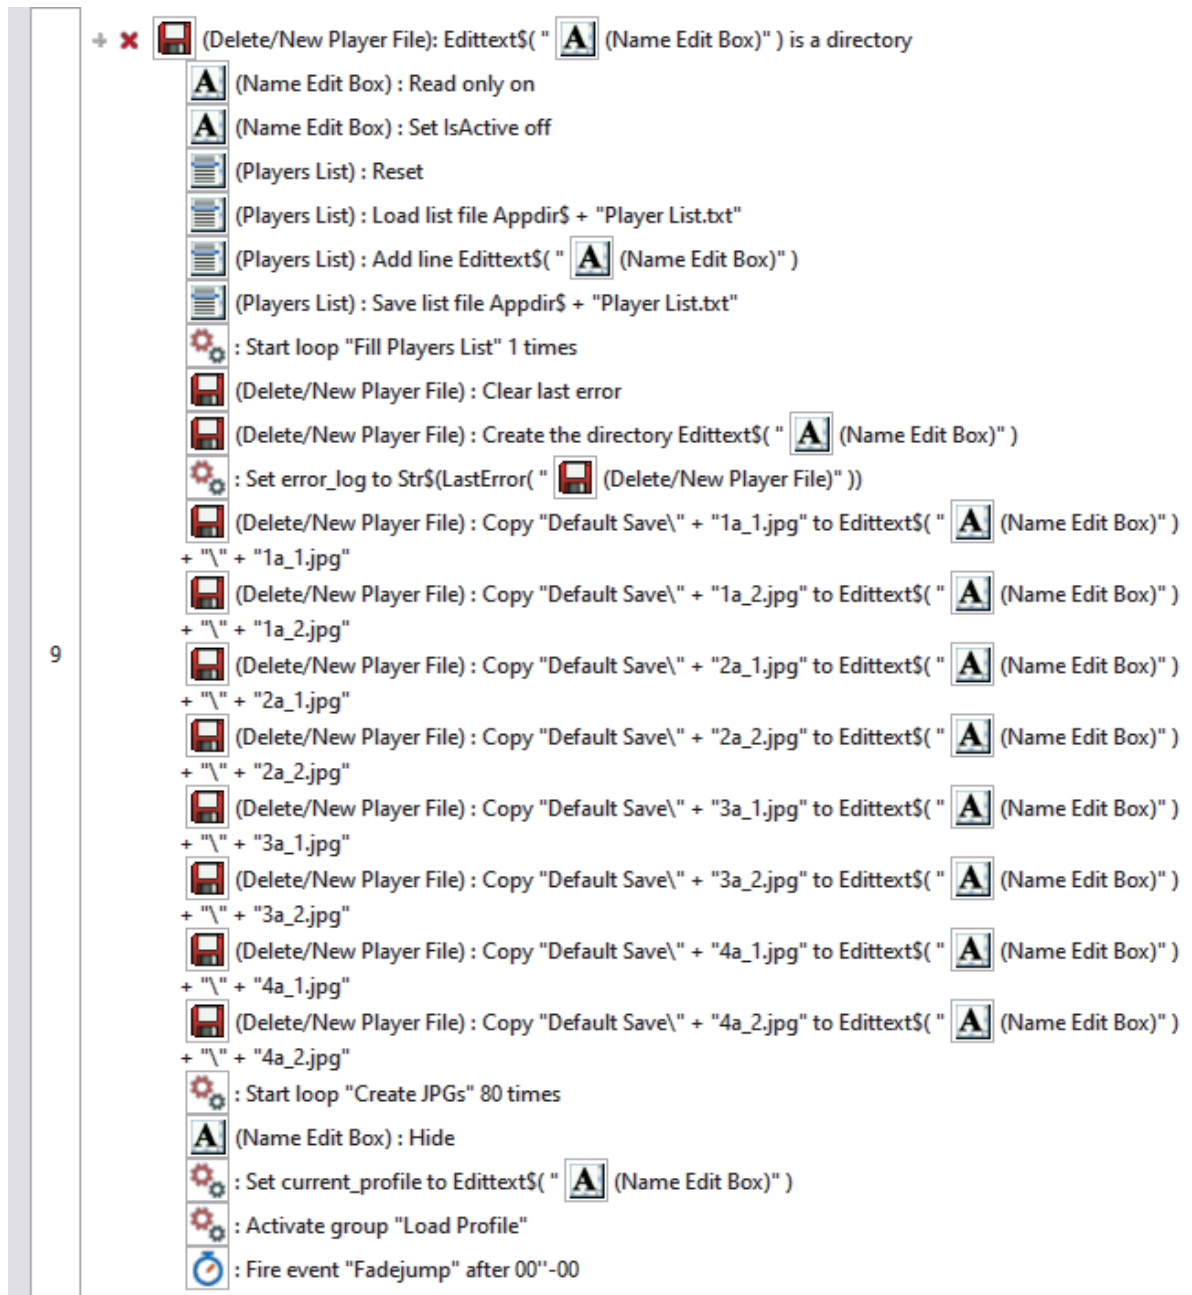 + ✖ (Delete/New Player File): Edittext$( " A (Name Edit Box)" ) is a directory
A (Name Edit Box) : Read only on
A (Name Edit Box) : Set IsActive off
(Players List) : Reset
(Players List) : Load list file Appdir$ + "Player List.txt"
(Players List) : Add line Edittext$( " A (Name Edit Box)" )
(Players List) : Save list file Appdir$ + "Player List.txt"
: Start loop "Fill Players List" 1 times
(Delete/New Player File) : Clear last error
(Delete/New Player File) : Create the directory Edittext$( " A (Name Edit Box)" )
: Set error_log to Str$(LastError( " (Delete/New Player File)" ))
(Delete/New Player File) : Copy "Default Save\" + "1a_1.jpg" to Edittext$( " A (Name Edit Box)" )
+ "\" + "1a_1.jpg"
(Delete/New Player File) : Copy "Default Save\" + "1a_2.jpg" to Edittext$( " A (Name Edit Box)" )
+ "\" + "1a_2.jpg"
9
(Delete/New Player File) : Copy "Default Save\" + "2a_1.jpg" to Edittext$( " A (Name Edit Box)" )
+ "\" + "2a_1.jpg"
(Delete/New Player File) : Copy "Default Save\" + "2a_2.jpg" to Edittext$( " A (Name Edit Box)" )
+ "\" + "2a_2.jpg"
(Delete/New Player File) : Copy "Default Save\" + "3a_1.jpg" to Edittext$( " A (Name Edit Box)" )
+ "\" + "3a_1.jpg"
(Delete/New Player File) : Copy "Default Save\" + "3a_2.jpg" to Edittext$( " A (Name Edit Box)" )
+ "\" + "3a_2.jpg"
(Delete/New Player File) : Copy "Default Save\" + "4a_1.jpg" to Edittext$( " A (Name Edit Box)" )
+ "\" + "4a_1.jpg"
(Delete/New Player File) : Copy "Default Save\" + "4a_2.jpg" to Edittext$( " A (Name Edit Box)" )
+ "\" + "4a_2.jpg"
: Start loop "Create JPGs" 80 times
A (Name Edit Box) : Hide
: Set current_profile to Edittext$( " A (Name Edit Box)" )
: Activate group "Load Profile"
: Fire event "Fadejump" after 00''-00